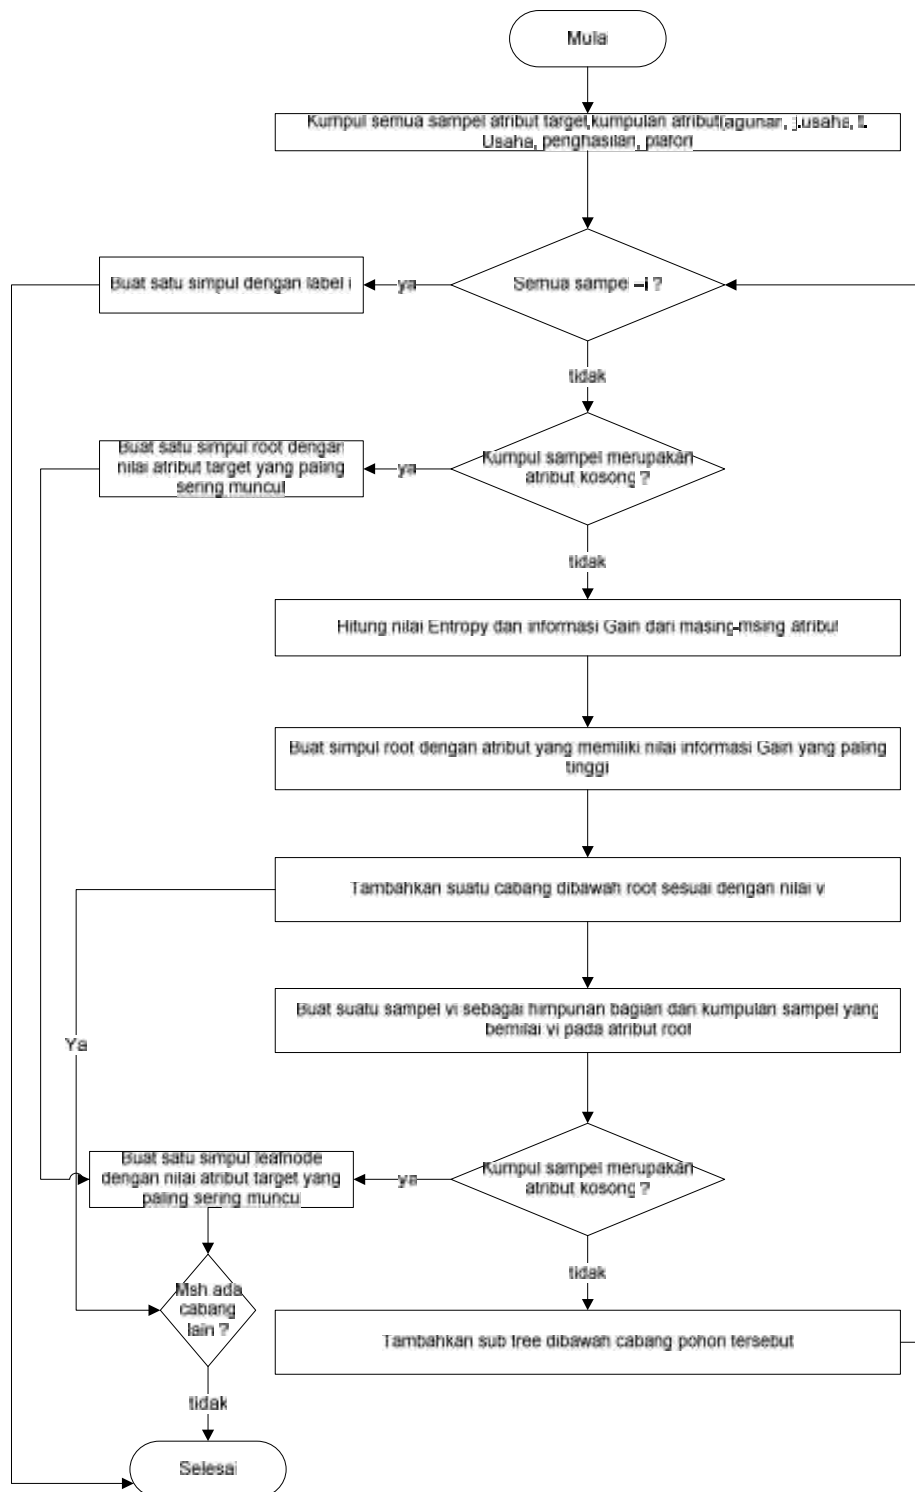 Mulai
Kumpul semua sampel atribut target,kumpulan atribut(agunan, j.usaha, t.
Usaha, penghasilan, plafon
Semua sampel –i ?
ya
Buat satu simpul dengan label i
tidak
Kumpul sampel merupakan
atribut kosong ?
ya
Buat satu simpul root dengan
nilai atribut target yang paling
sering muncul
tidak
Hitung nilai Entropy dan informasi Gain dari masing-msing atribut
Buat simpul root dengan atribut yang memiliki nilai informasi Gain yang paling
tinggi
Tambahkan suatu cabang dibawah root sesuai dengan nilai v
Buat suatu sampel vi sebagai himpunan bagian dari kumpulan sampel yang
bernilai vi pada atribut root
Ya
Kumpul sampel merupakan
atribut kosong ?
ya
Buat satu simpul leafnode
dengan nilai atribut target yang
paling sering muncu
tidak
Msh ada
cabang
lain ?
Tambahkan sub tree dibawah cabang pohon tersebut
tidak
Selesai